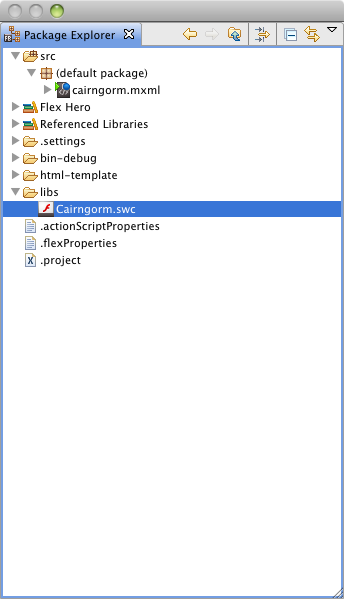 Package Explorer
src
(default package)
cairngorm.mxml
Flex Hero
Referenced Libraries
.settings
bin-debug
html-template
libs
Cairngorm.swc
.actionScriptProperties
.flexProperties
.project